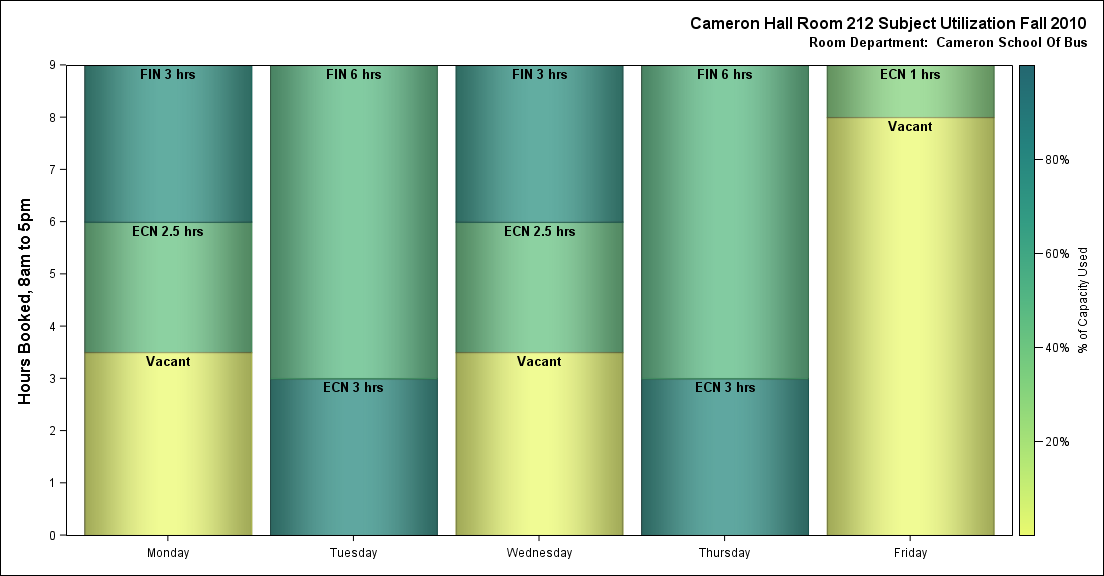 Cameron Hall Room 212 Subject Utilization Fall 2010
Room Department:  Cameron School Of Bus
Hours Booked, 8am to 5pm
9
8
7
6
5
4
3
2
1
0
FIN 3 hrs
ECN 2.5 hrs
Vacant
FIN 6 hrs
ECN 3 hrs
FIN 3 hrs
ECN 2.5 hrs
Vacant
FIN 6 hrs
ECN 3 hrs
ECN 1 hrs
Vacant
Monday
Tuesday
Wednesday
Thursday
Friday
80%
60%
40%
20%
% of Capacity Used